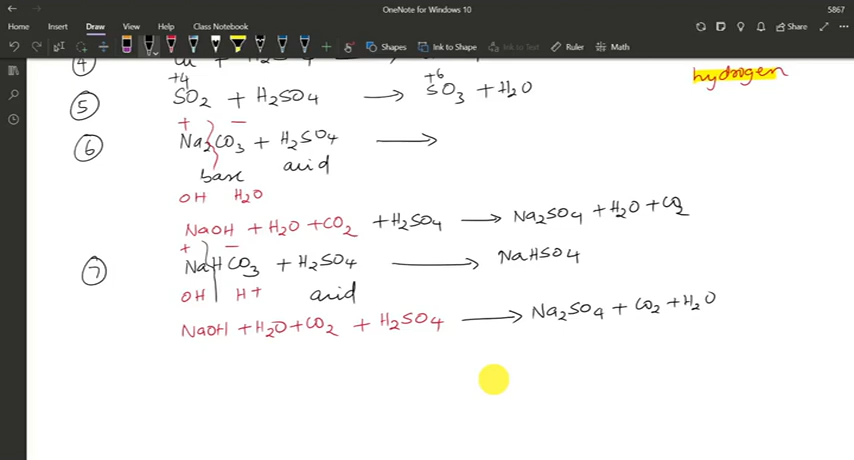 OneNote for Windows 10
5867
Home Insert Draw View Help Class Notebook
Share
Shapes Ink to Shape Ink to Text Ruler Math
④
hydrogen
+4 +6
⑤ SO2 + H2SO4 → SO3 + H2O
+ −
⑥ Na2CO3 + H2SO4 →
base acid
OH H2O
NaOH + H2O + CO2 + H2SO4 → Na2SO4 + H2O + CO2
+ −
⑦ NaHCO3 + H2SO4 → NaHSO4
OH H+ acid
NaOH + H2O + CO2 + H2SO4 → Na2SO4 + CO2 + H2O